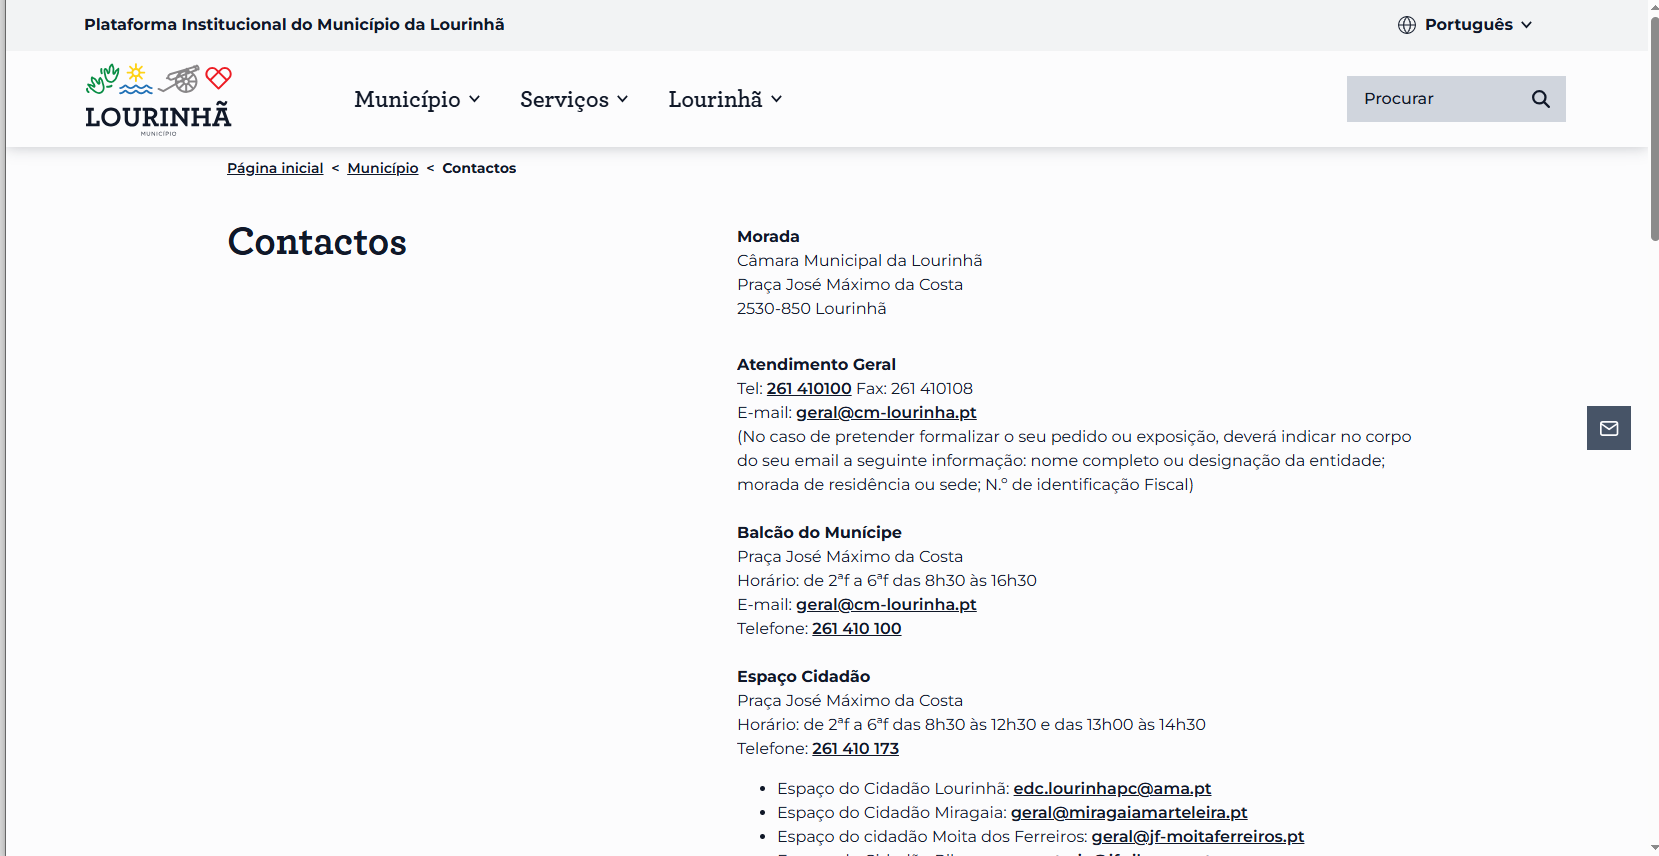 Plataforma Institucional do Município da Lourinhã
Português
LOURINHÃ
MUNICÍPIO
Município
Serviços
Lourinhã
Procurar
Página inicial < Município < Contactos
Contactos
Morada
Câmara Municipal da Lourinhã
Praça José Máximo da Costa
2530-850 Lourinhã
Atendimento Geral
Tel: 261 410100 Fax: 261 410108
E-mail: geral@cm-lourinha.pt
(No caso de pretender formalizar o seu pedido ou exposição, deverá indicar no corpo
do seu email a seguinte informação: nome completo ou designação da entidade;
morada de residência ou sede; N.º de identificação Fiscal)
Balcão do Munícipe
Praça José Máximo da Costa
Horário: de 2ªf a 6ªf das 8h30 às 16h30
E-mail: geral@cm-lourinha.pt
Telefone: 261 410 100
Espaço Cidadão
Praça José Máximo da Costa
Horário: de 2ªf a 6ªf das 8h30 às 12h30 e das 13h00 às 14h30
Telefone: 261 410 173
• Espaço do Cidadão Lourinhã: edc.lourinhapc@ama.pt
• Espaço do Cidadão Miragaia: geral@miragaiamarteleira.pt
• Espaço do cidadão Moita dos Ferreiros: geral@jf-moitaferreiros.pt